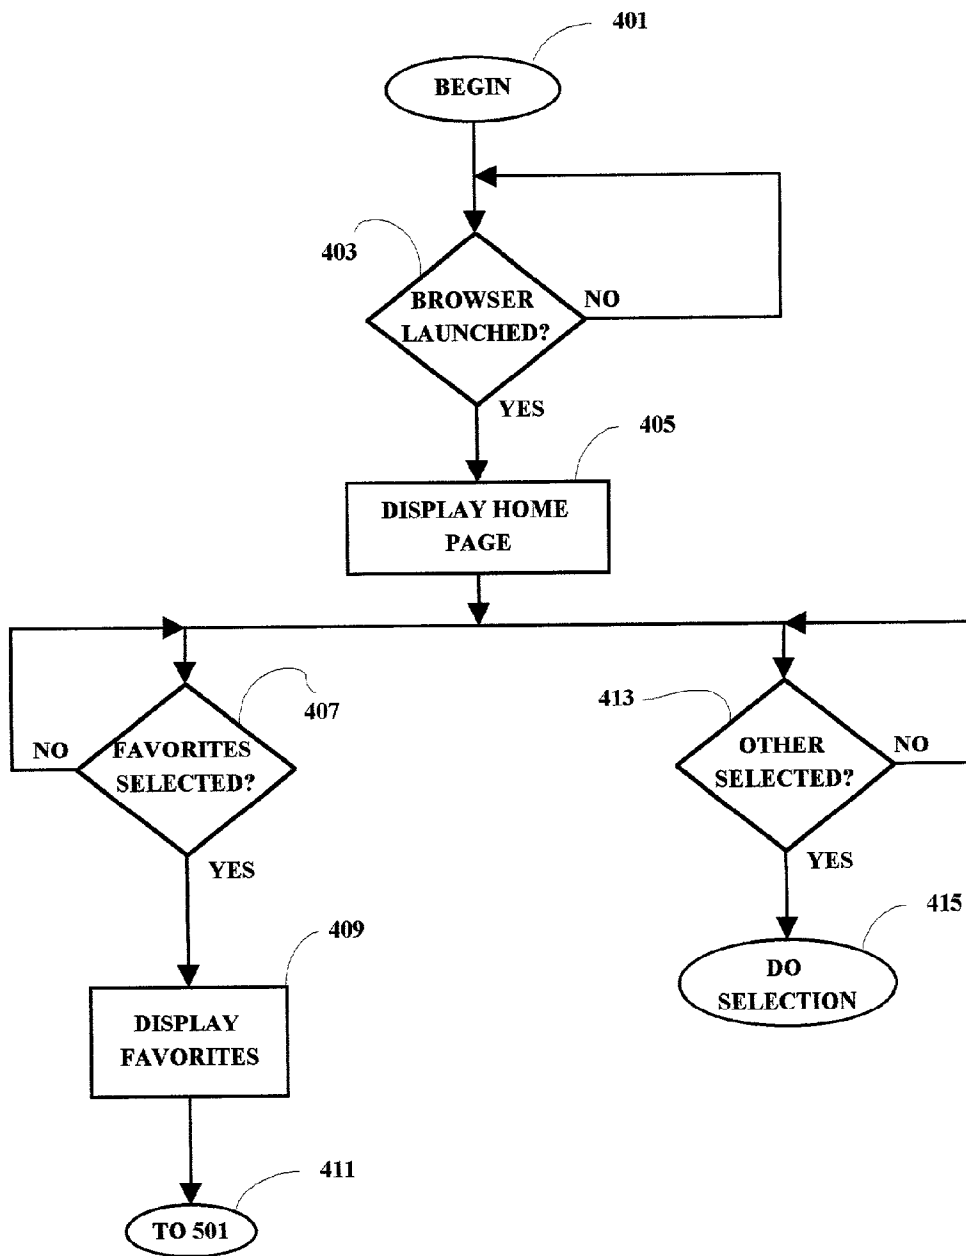 401
BEGIN
403
BROWSER
LAUNCHED?
NO
YES
405
DISPLAY HOME
PAGE
407
413
NO
FAVORITES
SELECTED?
OTHER
SELECTED?
NO
YES
YES
409
415
DO
SELECTION
DISPLAY
FAVORITES
411
TO 501